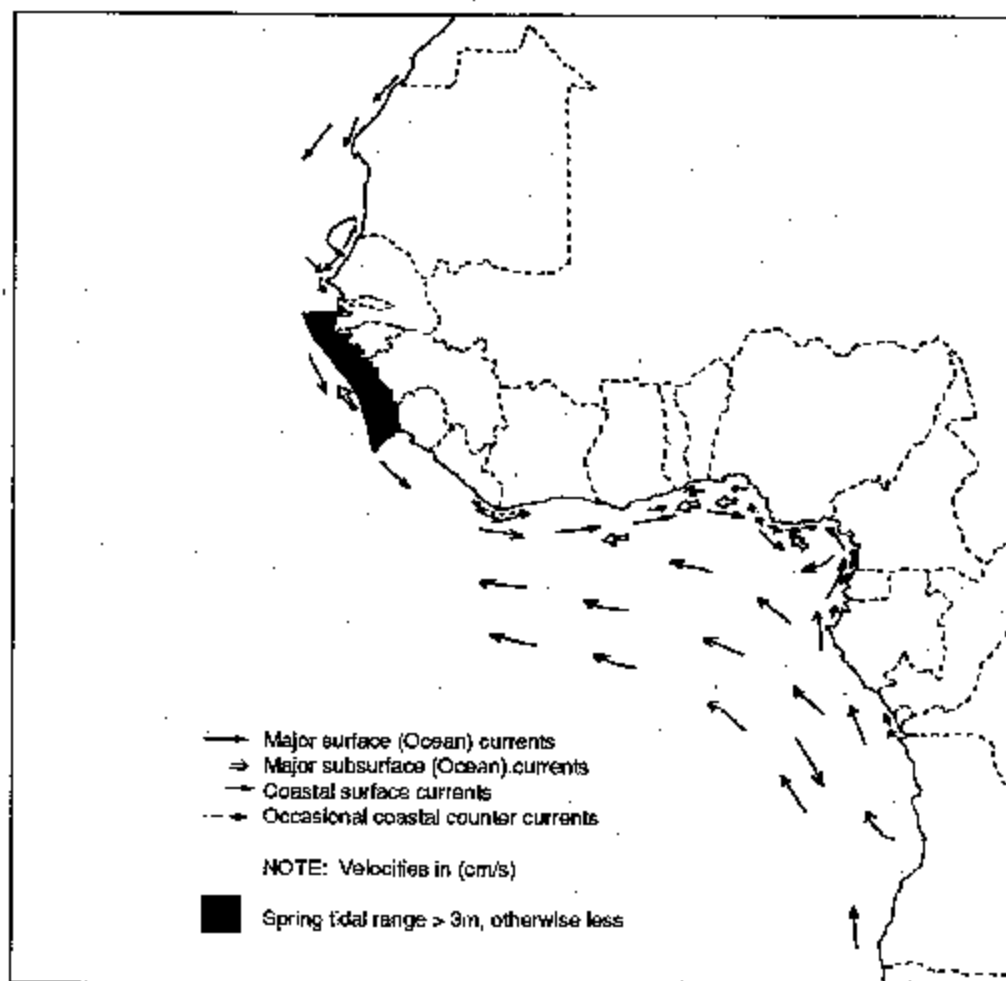 Major surface (Ocean) currents
Major subsurface (Ocean).currents
Coastal surface currents
Occasional coastal counter currents
NOTE: Velocities in (cm/s)
Spring tidal range > 3m, otherwise less